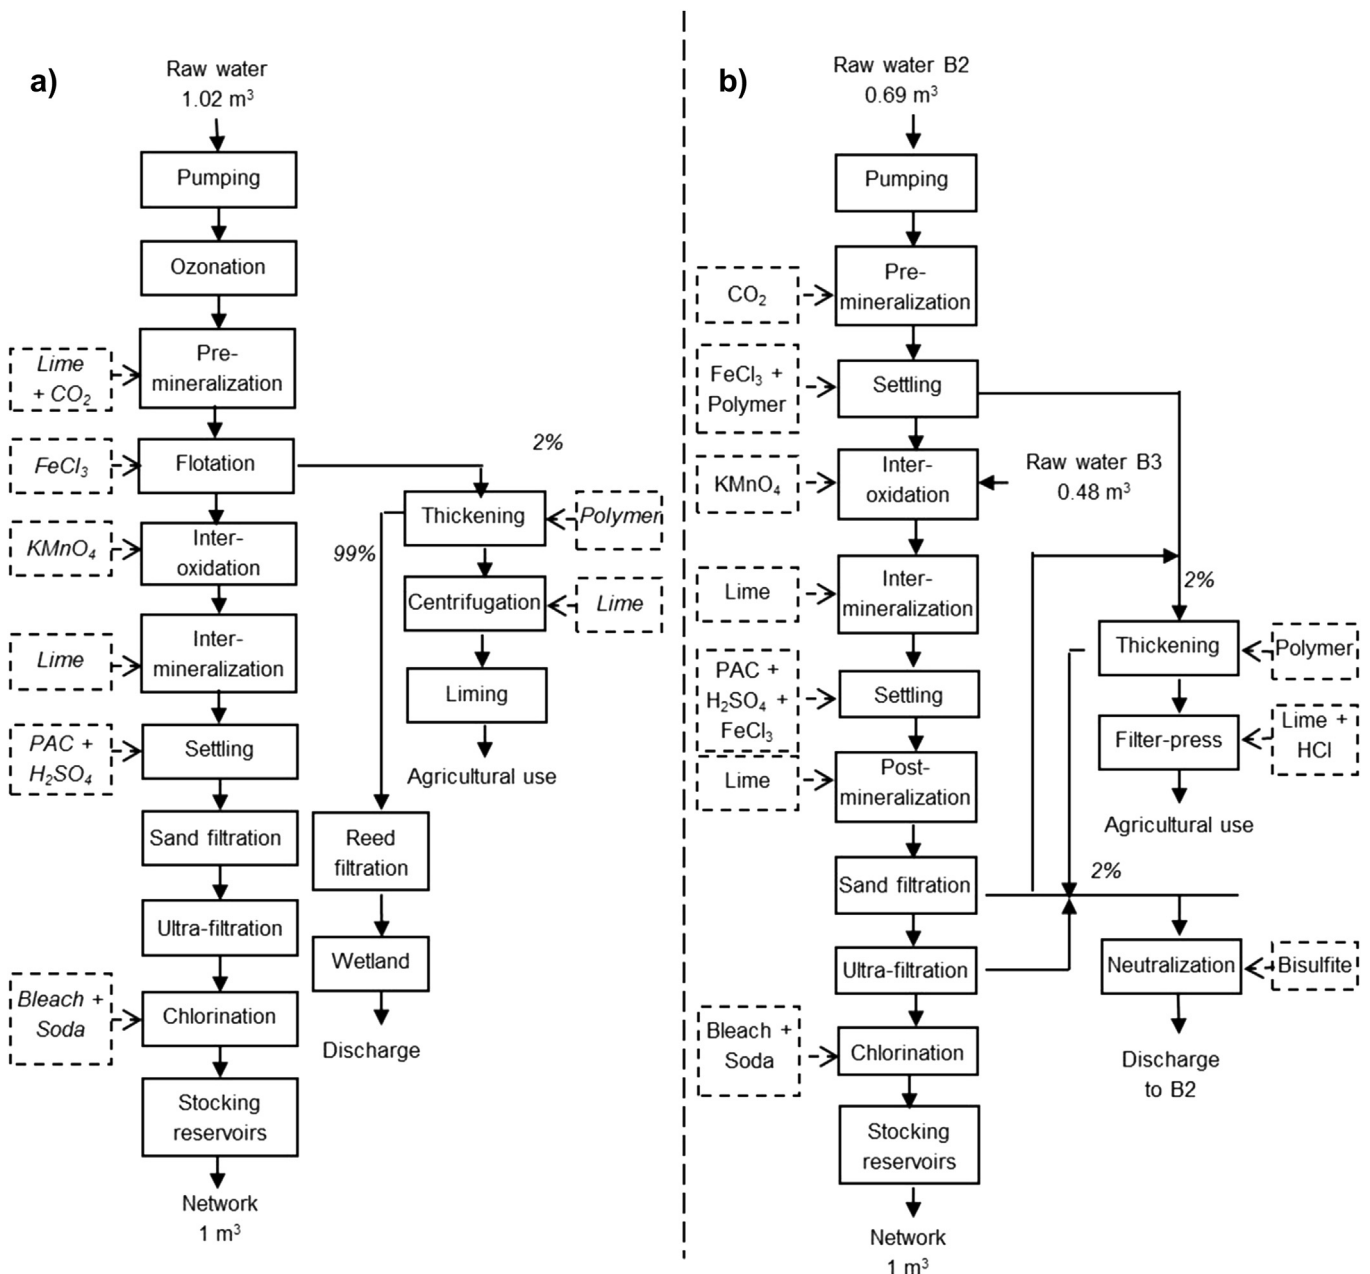 a)
Raw water
1.02 m³
Pumping
Ozonation
Lime
+ CO₂
Pre-
mineralization
FeCl₃
Flotation
2%
KMnO₄
Inter-
oxidation
Thickening
Polymer
99%
Centrifugation
Lime
Lime
Inter-
mineralization
Liming
Agricultural use
PAC +
H₂SO₄
Settling
Sand filtration
Reed
filtration
Ultra-filtration
Wetland
Discharge
Bleach +
Soda
Chlorination
Stocking
reservoirs
Network
1 m³
b)
Raw water B2
0.69 m³
Pumping
CO₂
Pre-
mineralization
FeCl₃ +
Polymer
Settling
KMnO₄
Inter-
oxidation
Raw water B3
0.48 m³
Lime
Inter-
mineralization
2%
Thickening
Polymer
PAC +
H₂SO₄ +
FeCl₃
Settling
Filter-press
Lime +
HCl
Agricultural use
Lime
Post-
mineralization
Sand filtration
2%
Ultra-filtration
Neutralization
Bisulfite
Discharge
to B2
Bleach +
Soda
Chlorination
Stocking
reservoirs
Network
1 m³